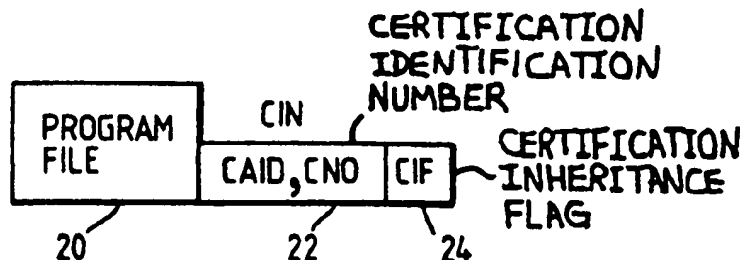 CERTIFICATION
IDENTIFICATION
NUMBER
CIN
PROGRAM
FILE
CAID,CNO
CIF
CERTIFICATION
INHERITANCE
FLAG
20
22
24